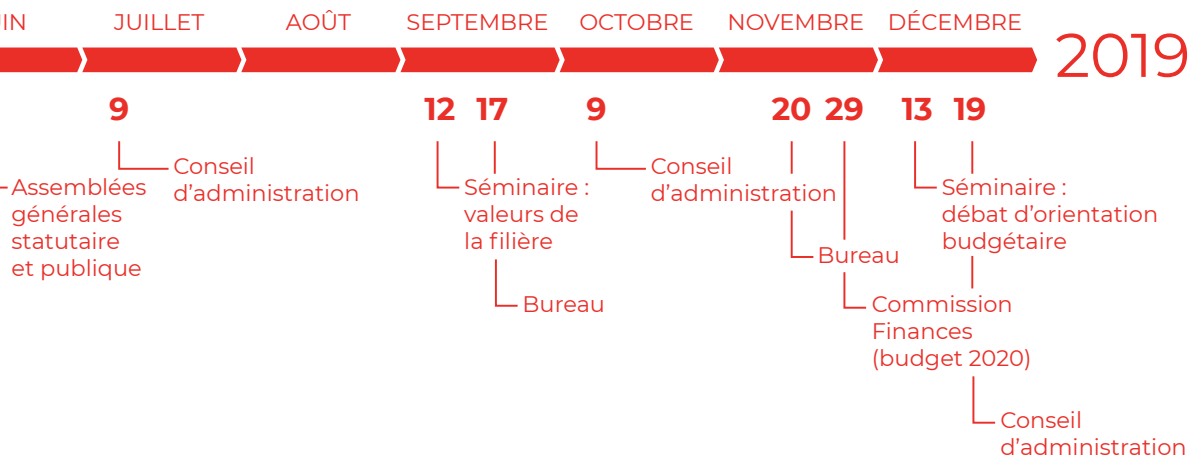 UIN JUILLET AOÛT SEPTEMBRE OCTOBRE NOVEMBRE DÉCEMBRE
2019
9 12 17 9 20 29 13 19
Assemblées
générales
statutaire
et publique
Conseil
d’administration
Séminaire :
valeurs de
la filière
Bureau
Conseil
d’administration
Bureau
Commission
Finances
(budget 2020)
Séminaire :
débat d’orientation
budgétaire
Conseil
d’administration